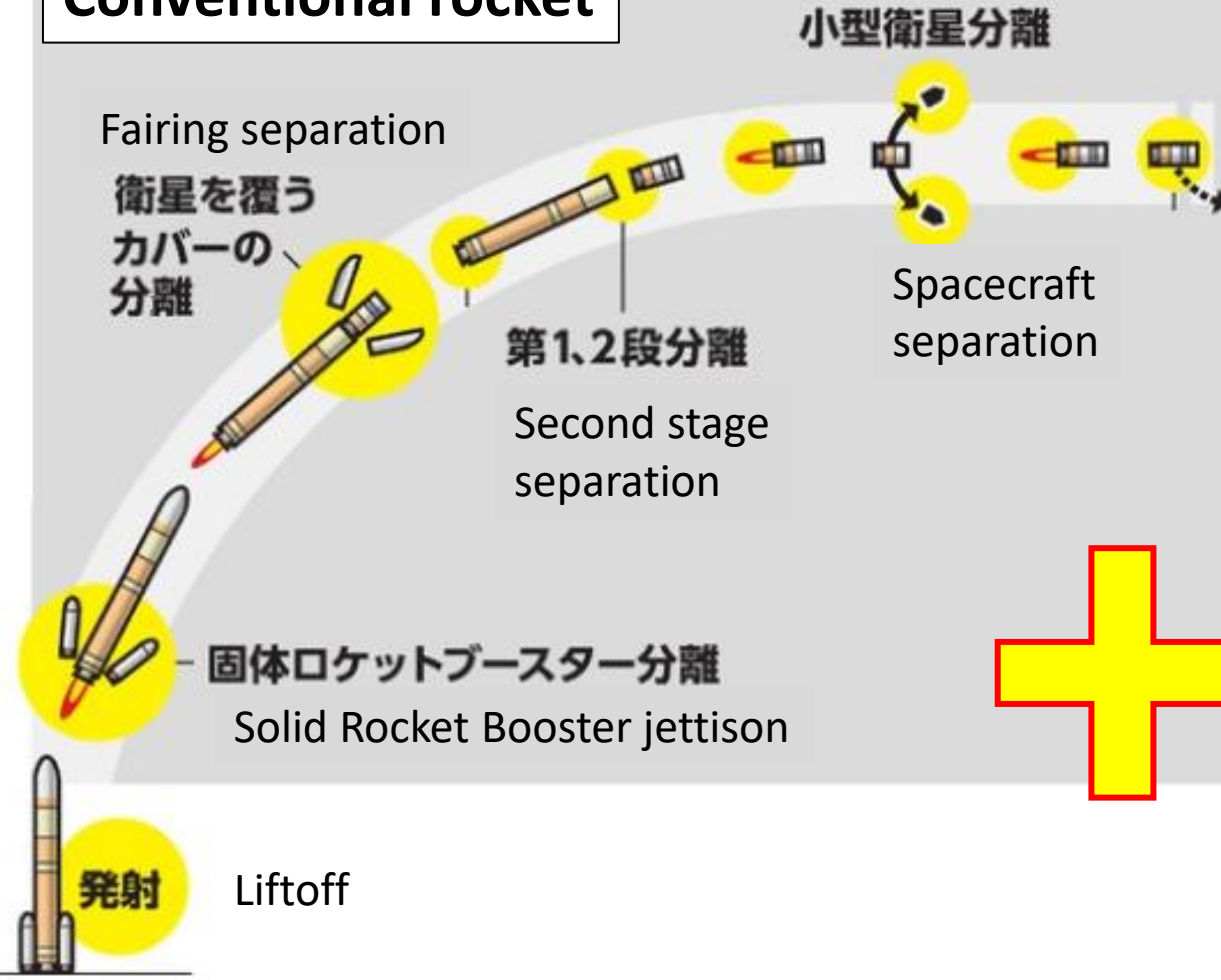 Conventional rocket
小型衛星分離
Fairing separation
衛星を覆う
カバーの
分離
Spacecraft
separation
第1、2段分離
Second stage
separation
固体ロケットブースター分離
Solid Rocket Booster jettison
発射
Liftoff